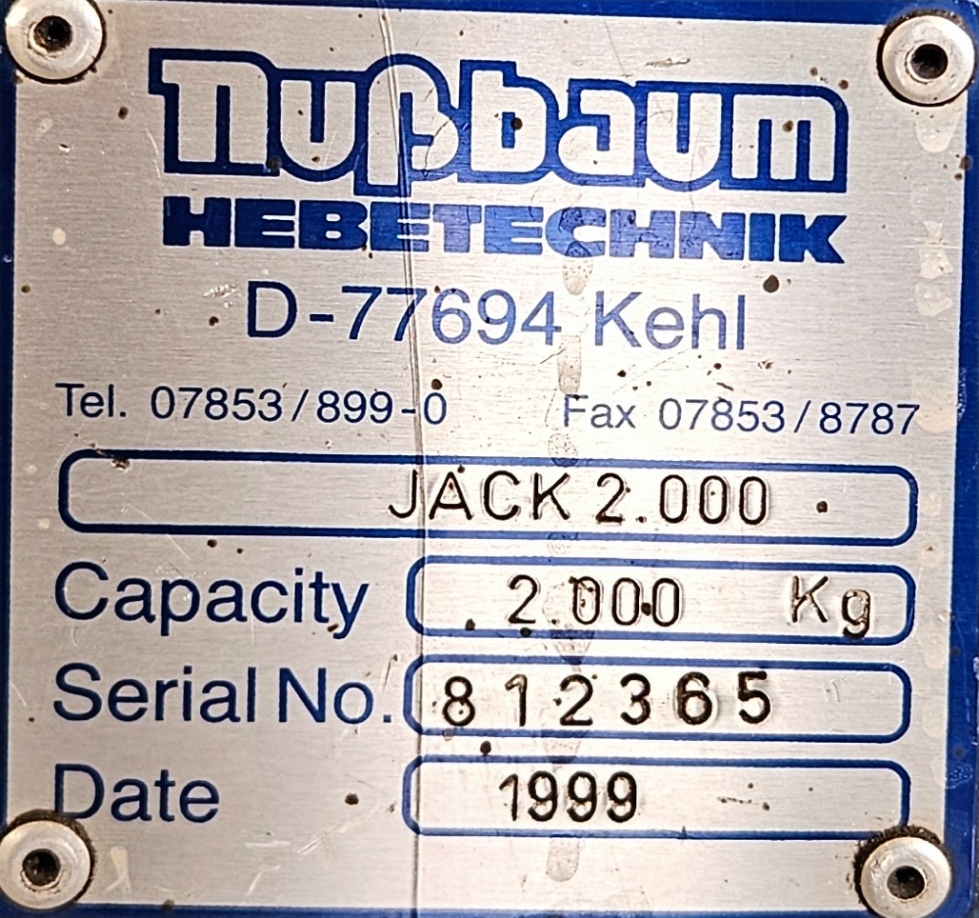 Nußbaum
HEBETECHNIK
D-77694 Kehl
Tel. 07853/899-0 Fax 07853/8787
JACK 2.000
Capacity 2.000 Kg
Serial No. 812365
Date 1999